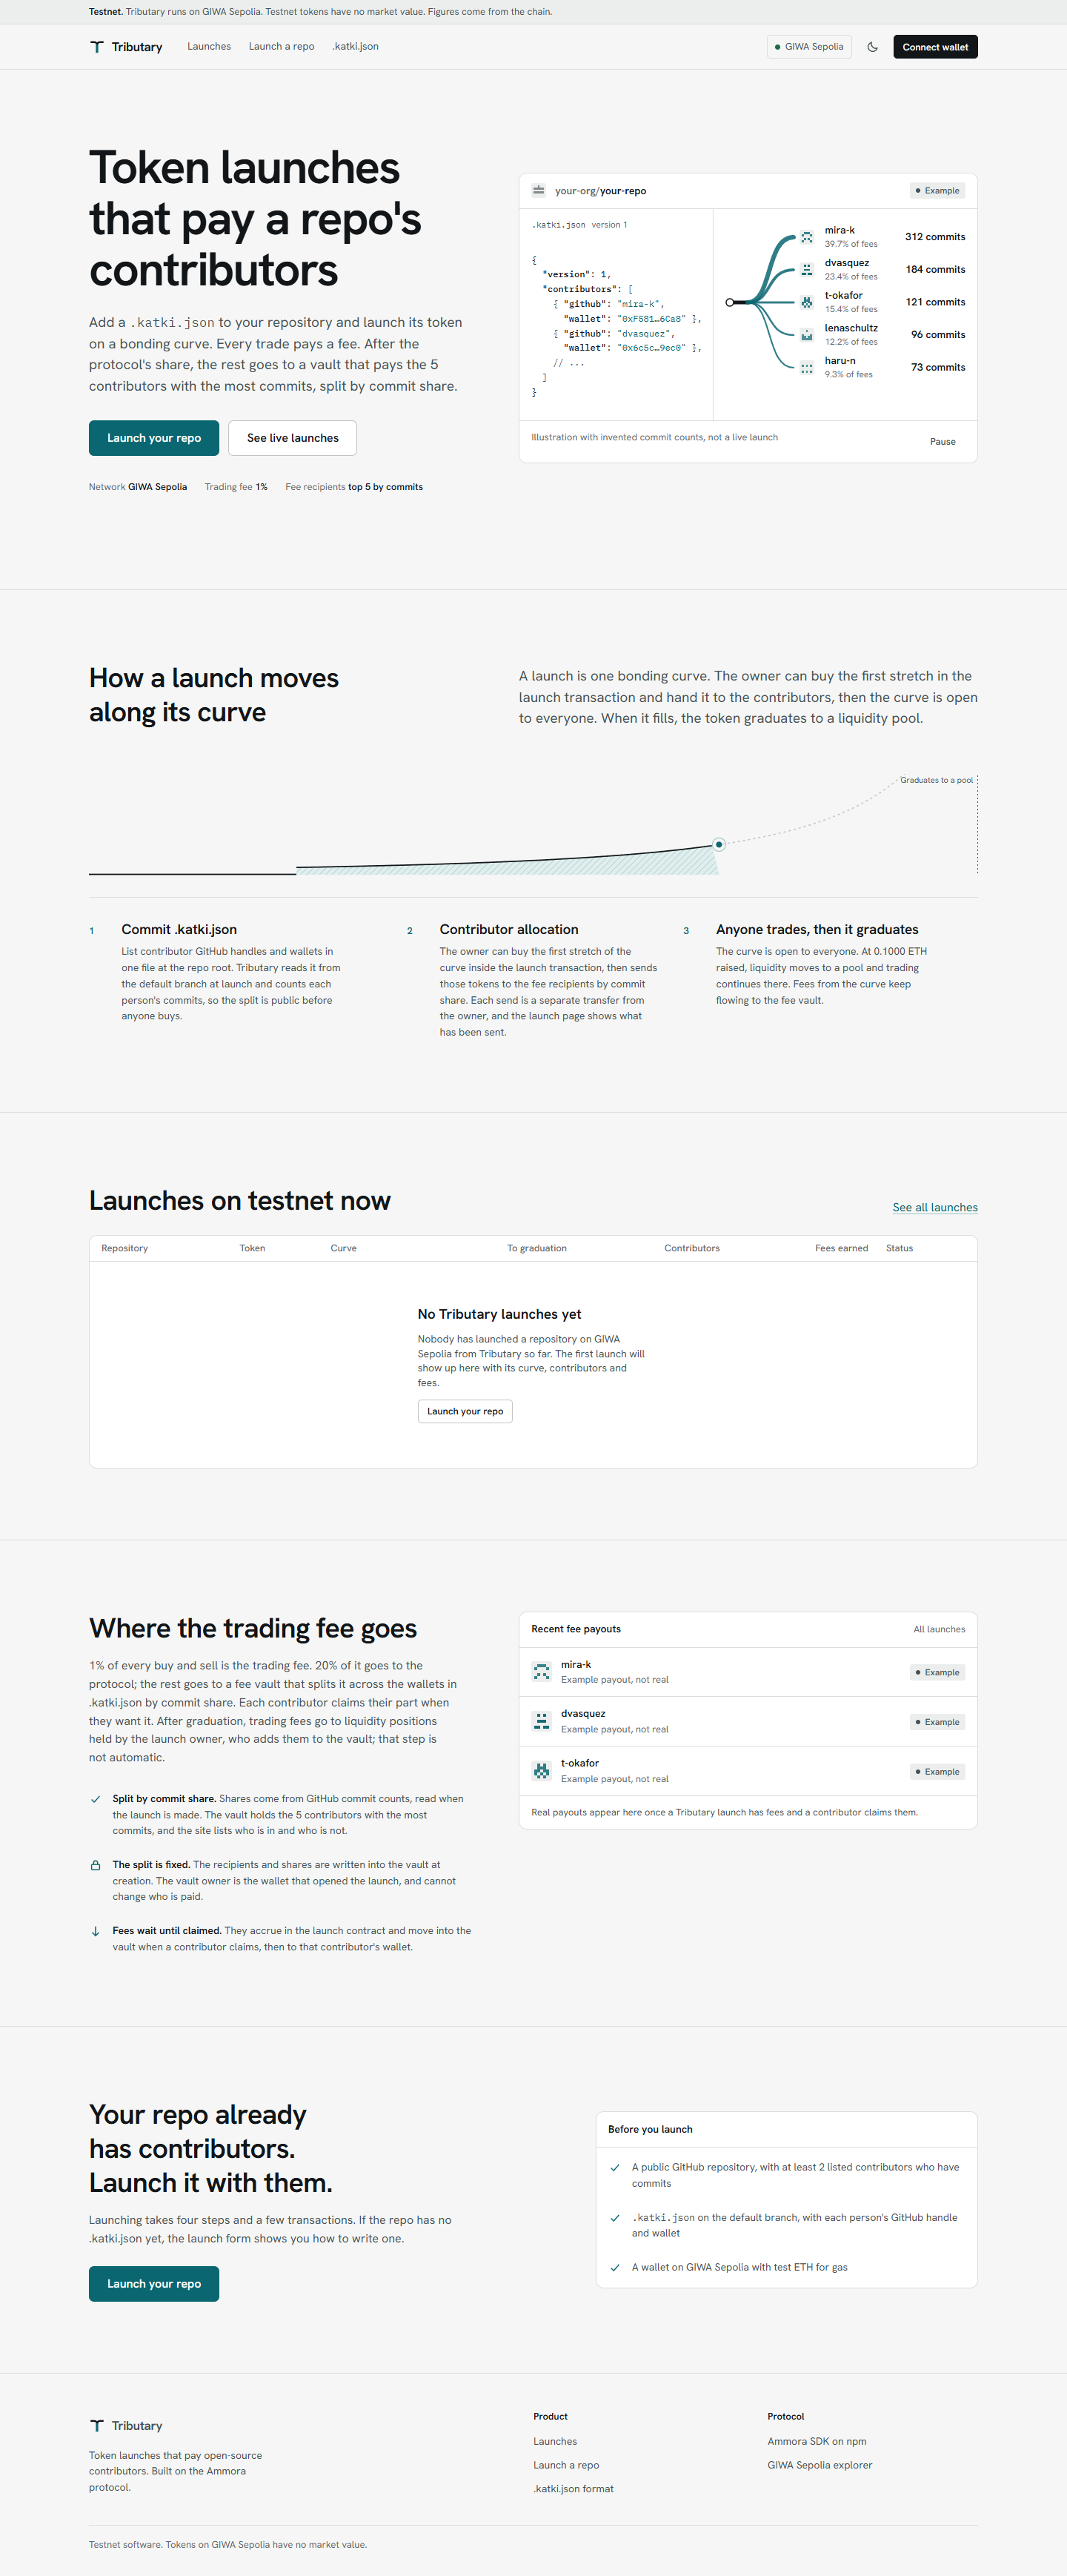 Testnet. Tributary runs on GIWA Sepolia. Testnet tokens have no market value. Figures come from the chain.
Tributary
Launches
Launch a repo
.katki.json
GIWA Sepolia
Connect wallet
Token launches
that pay a repo's
contributors
Add a .katki.json to your repository and launch its token
on a bonding curve. Every trade pays a fee. After the
protocol's share, the rest goes to a vault that pays the 5
contributors with the most commits, split by commit share.
Launch your repo
See live launches
Network GIWA Sepolia
Trading fee 1%
Fee recipients top 5 by commits
your-org/your-repo
Example
.katki.json version 1
{
"version": 1,
"contributors": [
{ "github": "mira-k",
"wallet": "0xF581…6Ca8" },
{ "github": "dvasquez",
"wallet": "0x6c5c…9ec0" },
// ...
]
}
mira-k
39.7% of fees
312 commits
dvasquez
23.4% of fees
184 commits
t-okafor
15.4% of fees
121 commits
lenaschultz
12.2% of fees
96 commits
haru-n
9.3% of fees
73 commits
Illustration with invented commit counts, not a live launch
Pause
How a launch moves
along its curve
A launch is one bonding curve. The owner can buy the first stretch in the
launch transaction and hand it to the contributors, then the curve is open
to everyone. When it fills, the token graduates to a liquidity pool.
Graduates to a pool
1
Commit .katki.json
List contributor GitHub handles and wallets in
one file at the repo root. Tributary reads it from
the default branch at launch and counts each
person's commits, so the split is public before
anyone buys.
2
Contributor allocation
The owner can buy the first stretch of the
curve inside the launch transaction, then sends
those tokens to the fee recipients by commit
share. Each send is a separate transfer from
the owner, and the launch page shows what
has been sent.
3
Anyone trades, then it graduates
The curve is open to everyone. At 0.1000 ETH
raised, liquidity moves to a pool and trading
continues there. Fees from the curve keep
flowing to the fee vault.
Launches on testnet now
See all launches
Repository
Token
Curve
To graduation
Contributors
Fees earned
Status
No Tributary launches yet
Nobody has launched a repository on GIWA
Sepolia from Tributary so far. The first launch will
show up here with its curve, contributors and
fees.
Launch your repo
Where the trading fee goes
1% of every buy and sell is the trading fee. 20% of it goes to the
protocol; the rest goes to a fee vault that splits it across the wallets in
.katki.json by commit share. Each contributor claims their part when
they want it. After graduation, trading fees go to liquidity positions
held by the launch owner, who adds them to the vault; that step is
not automatic.
Split by commit share. Shares come from GitHub commit counts, read when
the launch is made. The vault holds the 5 contributors with the most
commits, and the site lists who is in and who is not.
The split is fixed. The recipients and shares are written into the vault at
creation. The vault owner is the wallet that opened the launch, and cannot
change who is paid.
Fees wait until claimed. They accrue in the launch contract and move into the
vault when a contributor claims, then to that contributor's wallet.
Recent fee payouts
All launches
mira-k
Example payout, not real
Example
dvasquez
Example payout, not real
Example
t-okafor
Example payout, not real
Example
Real payouts appear here once a Tributary launch has fees and a contributor claims them.
Your repo already
has contributors.
Launch it with them.
Launching takes four steps and a few transactions. If the repo has no
.katki.json yet, the launch form shows you how to write one.
Launch your repo
Before you launch
A public GitHub repository, with at least 2 listed contributors who have
commits
.katki.json on the default branch, with each person's GitHub handle
and wallet
A wallet on GIWA Sepolia with test ETH for gas
Tributary
Token launches that pay open-source
contributors. Built on the Ammora
protocol.
Product
Launches
Launch a repo
.katki.json format
Protocol
Ammora SDK on npm
GIWA Sepolia explorer
Testnet software. Tokens on GIWA Sepolia have no market value.